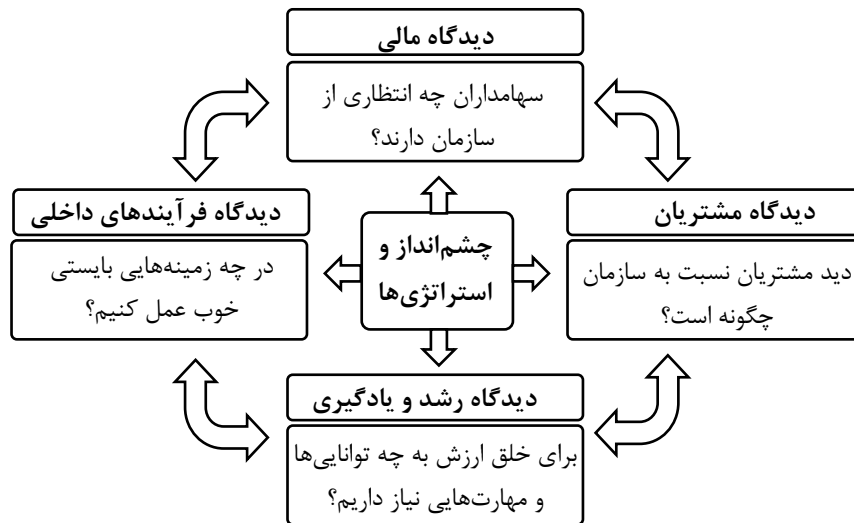 دیدگاه مالی
سهامداران چه انتظاری از
سازمان دارند؟
دیدگاه مشتریان
دید مشتریان نسبت به سازمان
چگونه است؟
چشم‌انداز و
استراتژی‌ها
دیدگاه فرآیندهای داخلی
در چه زمینه‌هایی بایستی
خوب عمل کنیم؟
دیدگاه رشد و یادگیری
برای خلق ارزش به چه توانایی‌ها
و مهارت‌هایی نیاز داریم؟